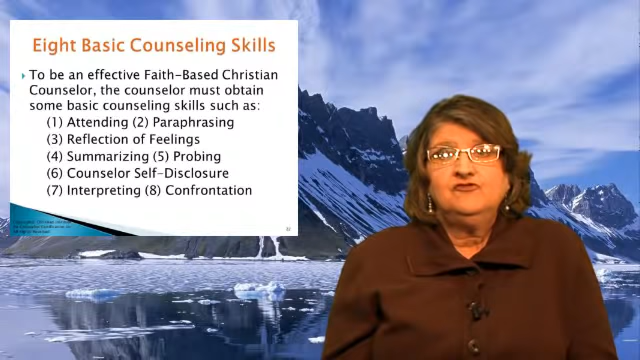 Eight Basic Counseling Skills
To be an effective Faith-Based Christian
Counselor, the counselor must obtain
some basic counseling skills such as:
(1) Attending (2) Paraphrasing
(3) Reflection of Feelings
(4) Summarizing (5) Probing
(6) Counselor Self-Disclosure
(7) Interpreting (8) Confrontation